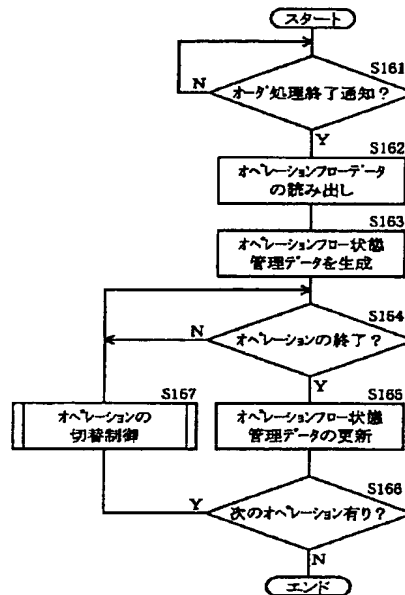 スタート
S161
オーダ処理終了通知?
N
Y
S162
オペレーションフローデータ
の読み出し
S163
オペレーションフロー状態
管理データを生成
S164
N
オペレーションの終了?
Y
S167
S165
オペレーションの
切替制御
オペレーションフロー状態
管理データの更新
S166
Y
次のオペレーション有り?
N
エンド